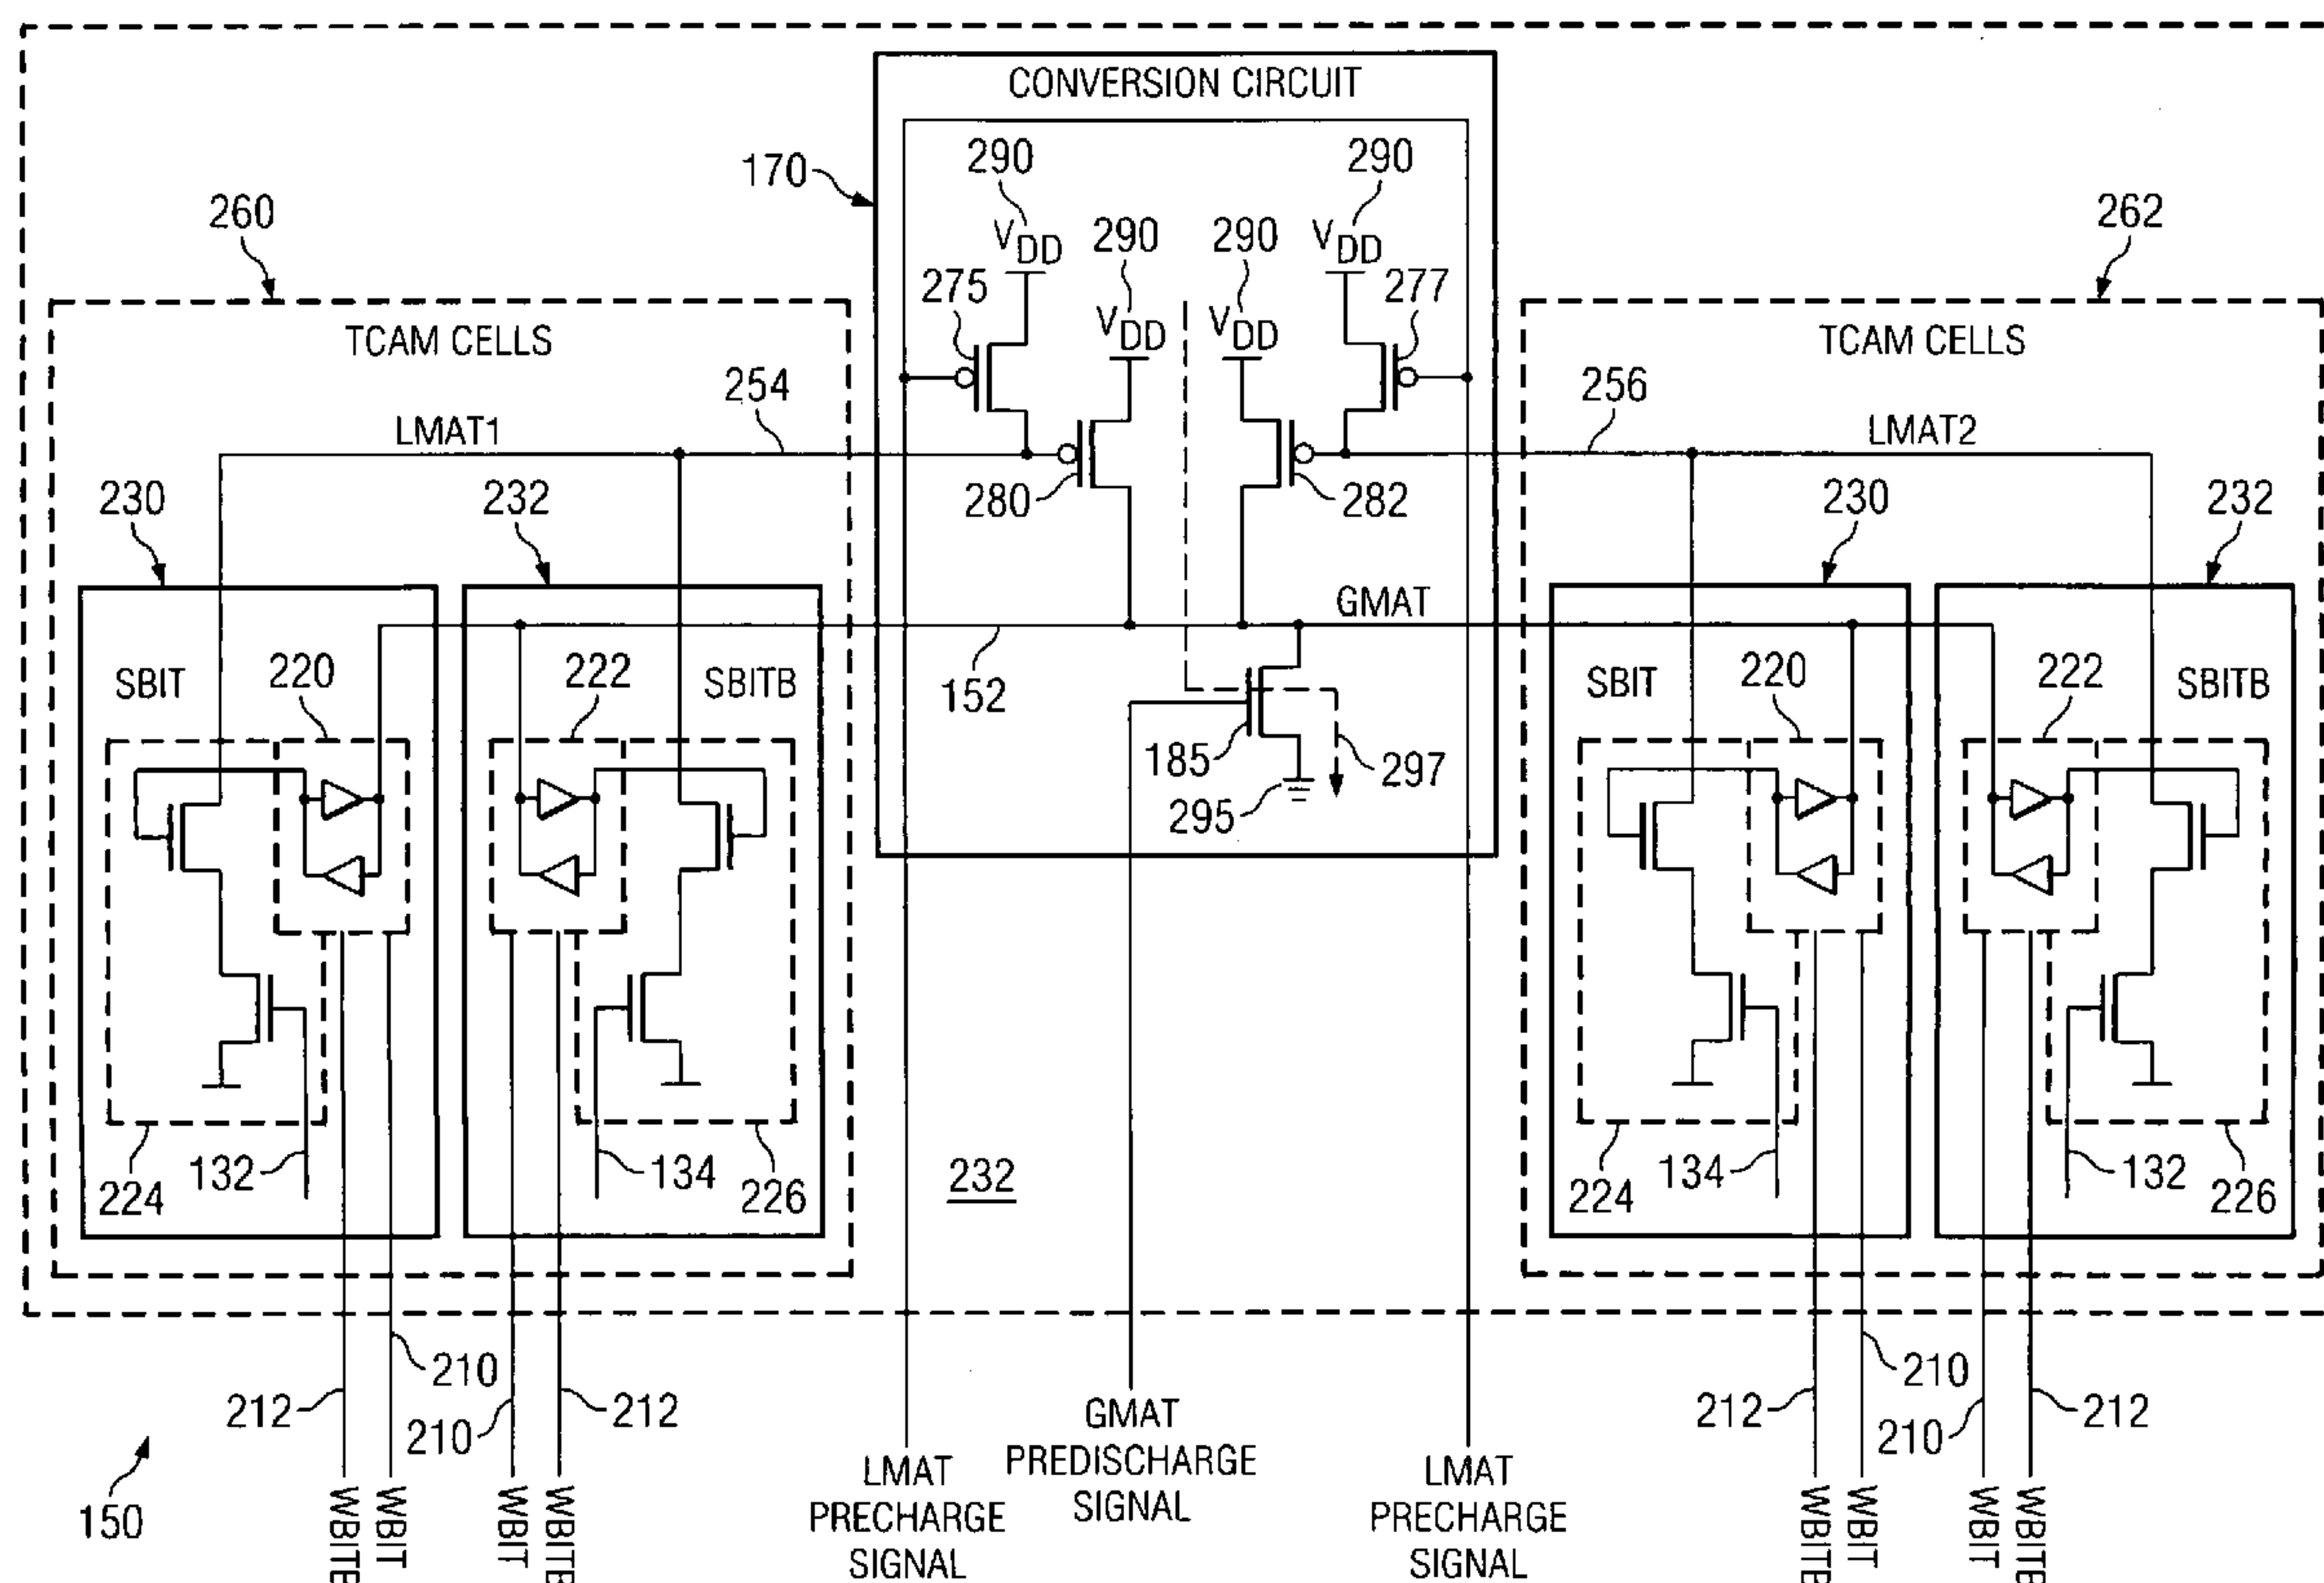 CONVERSION CIRCUIT
170
290
290
VDD
290
290
VDD
275
VDD
VDD
277
260
TCAM CELLS
254
LMAT1
280
282
262
TCAM CELLS
256
LMAT2
230
232
230
232
GMAT
152
SBIT
220
222
SBITB
185
297
295
SBIT
220
222
SBITB
224
132
134
226
232
224
134
132
226
212
210
210
212
212
210
210
212
150
WBITB
WBIT
WBIT
WBITB
LMAT
PRECHARGE
SIGNAL
GMAT
PREDISCHARGE
SIGNAL
LMAT
PRECHARGE
SIGNAL
WBITB
WBIT
WBIT
WBITB